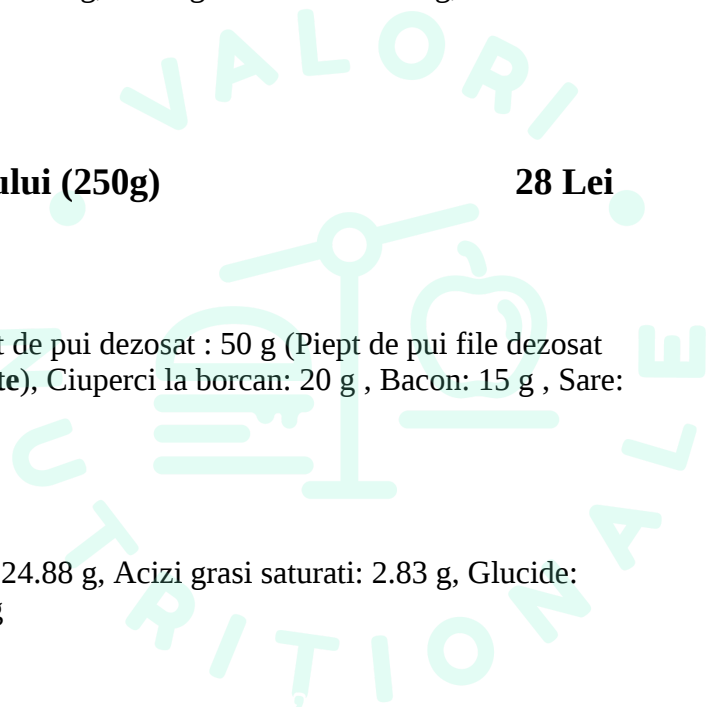 ului (250g) 28 Lei
de pui dezosat : 50 g (Piept de pui file dezosat
te), Ciuperci la borcan: 20 g , Bacon: 15 g , Sare:
24.88 g, Acizi grasi saturati: 2.83 g, Glucide:
g
VALORI
NUTRITIONALE